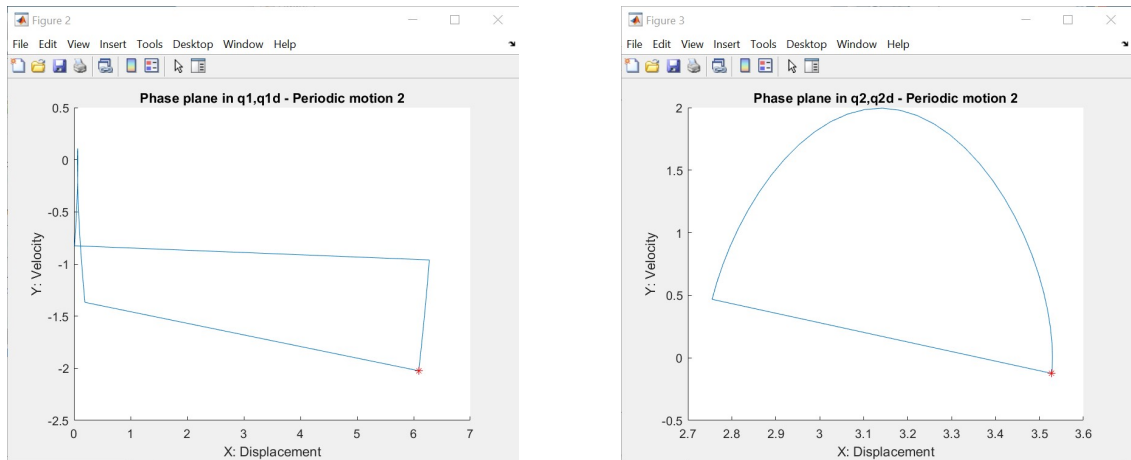 Figure 2
File Edit View Insert Tools Desktop Window Help
Phase plane in q1,q1d - Periodic motion 2
0.5
0
-0.5
-1
-1.5
-2
-2.5
Y: Velocity
0 1 2 3 4 5 6 7
X: Displacement
Figure 3
File Edit View Insert Tools Desktop Window Help
Phase plane in q2,q2d - Periodic motion 2
2
1.5
1
0.5
0
-0.5
Y: Velocity
2.7 2.8 2.9 3 3.1 3.2 3.3 3.4 3.5 3.6
X: Displacement